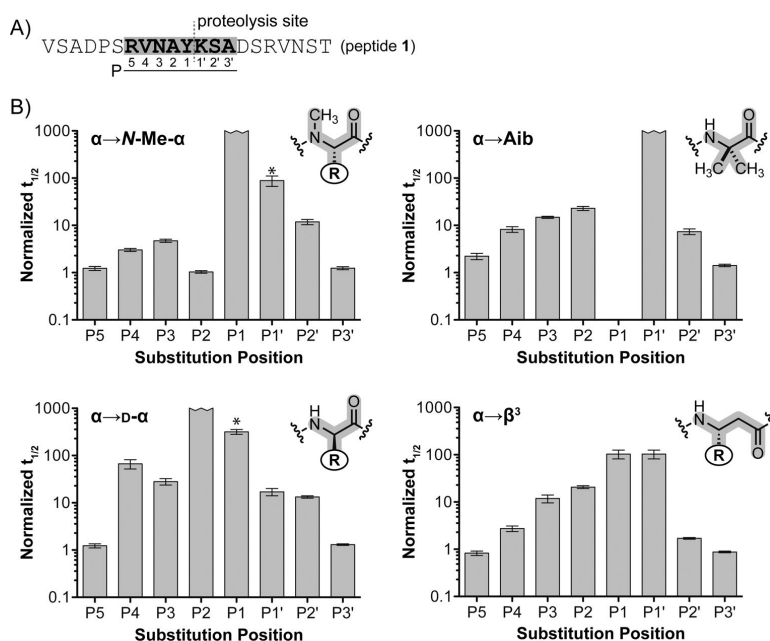 A)
proteolysis site
VSADPSRVNAYKSADSRVNST (peptide 1)
P 5 4 3 2 1 1' 2' 3'
B)
α→N-Me-α
CH3
N
O
R
*
Normalized t1/2
1000
100
10
1
0.1
P5 P4 P3 P2 P1 P1' P2' P3'
Substitution Position
α→Aib
H
N
O
H3C CH3
Normalized t1/2
1000
100
10
1
0.1
P5 P4 P3 P2 P1 P1' P2' P3'
Substitution Position
α→D-α
H
N
O
R
*
Normalized t1/2
1000
100
10
1
0.1
P5 P4 P3 P2 P1 P1' P2' P3'
Substitution Position
α→β³
H
N
R
O
Normalized t1/2
1000
100
10
1
0.1
P5 P4 P3 P2 P1 P1' P2' P3'
Substitution Position